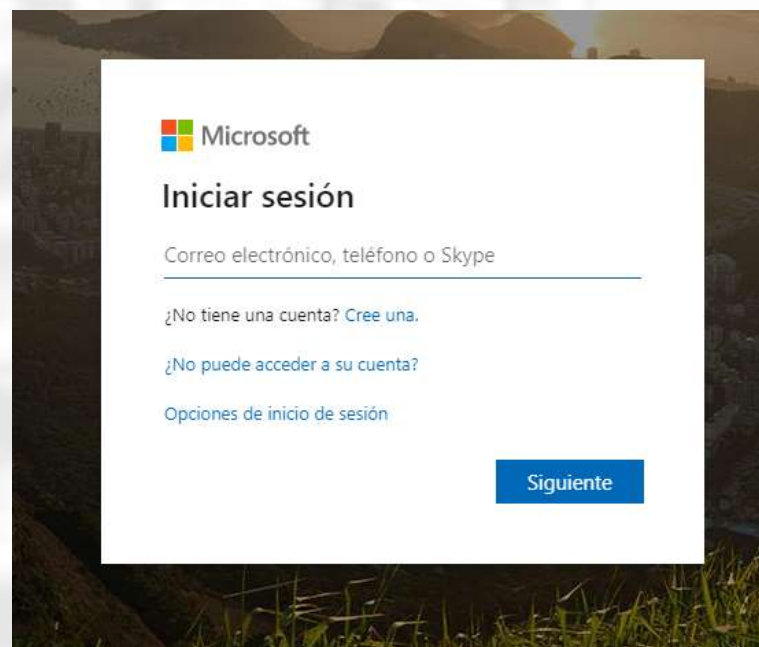 Microsoft
Iniciar sesión
Correo electrónico, teléfono o Skype
¿No tiene una cuenta? Cree una.
¿No puede acceder a su cuenta?
Opciones de inicio de sesión
Siguiente